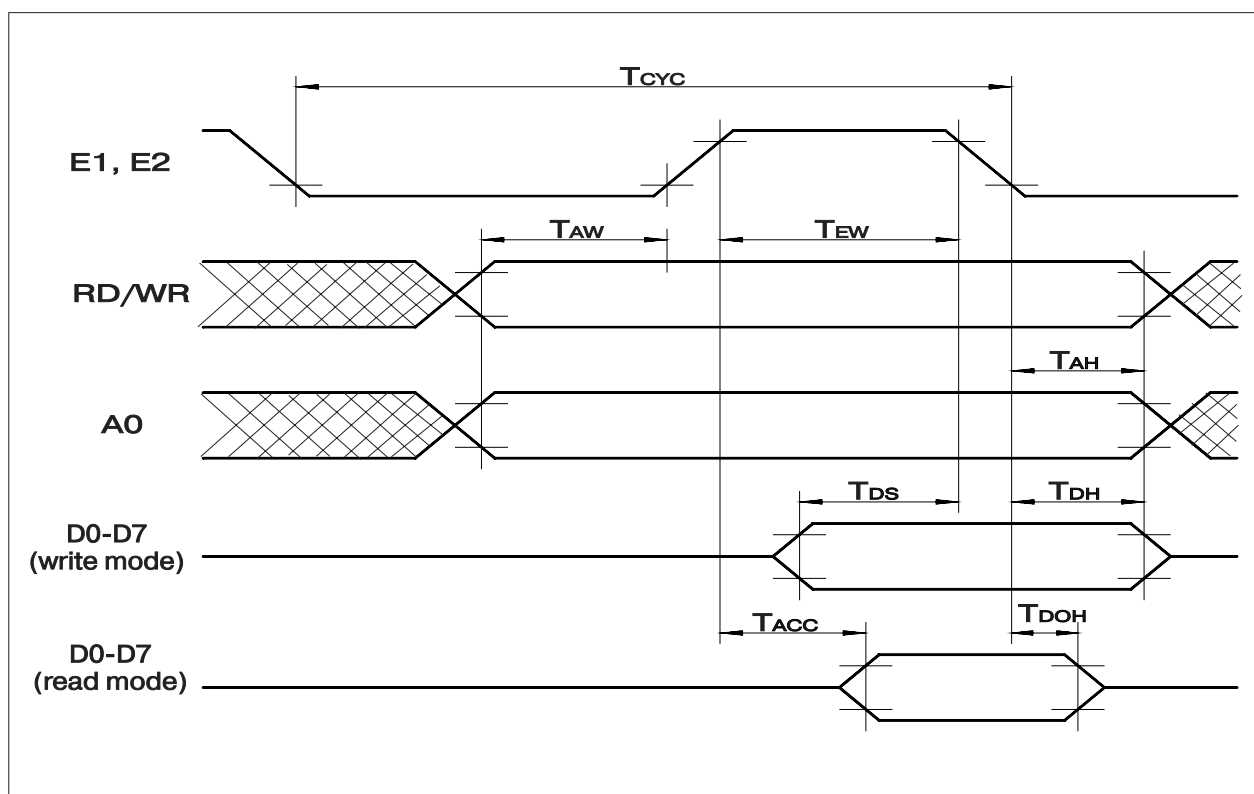 TCYC
E1, E2
TAW
TEW
RD/WR
TAH
A0
TDS
TDH
D0-D7
(write mode)
TDOH
TACC
D0-D7
(read mode)